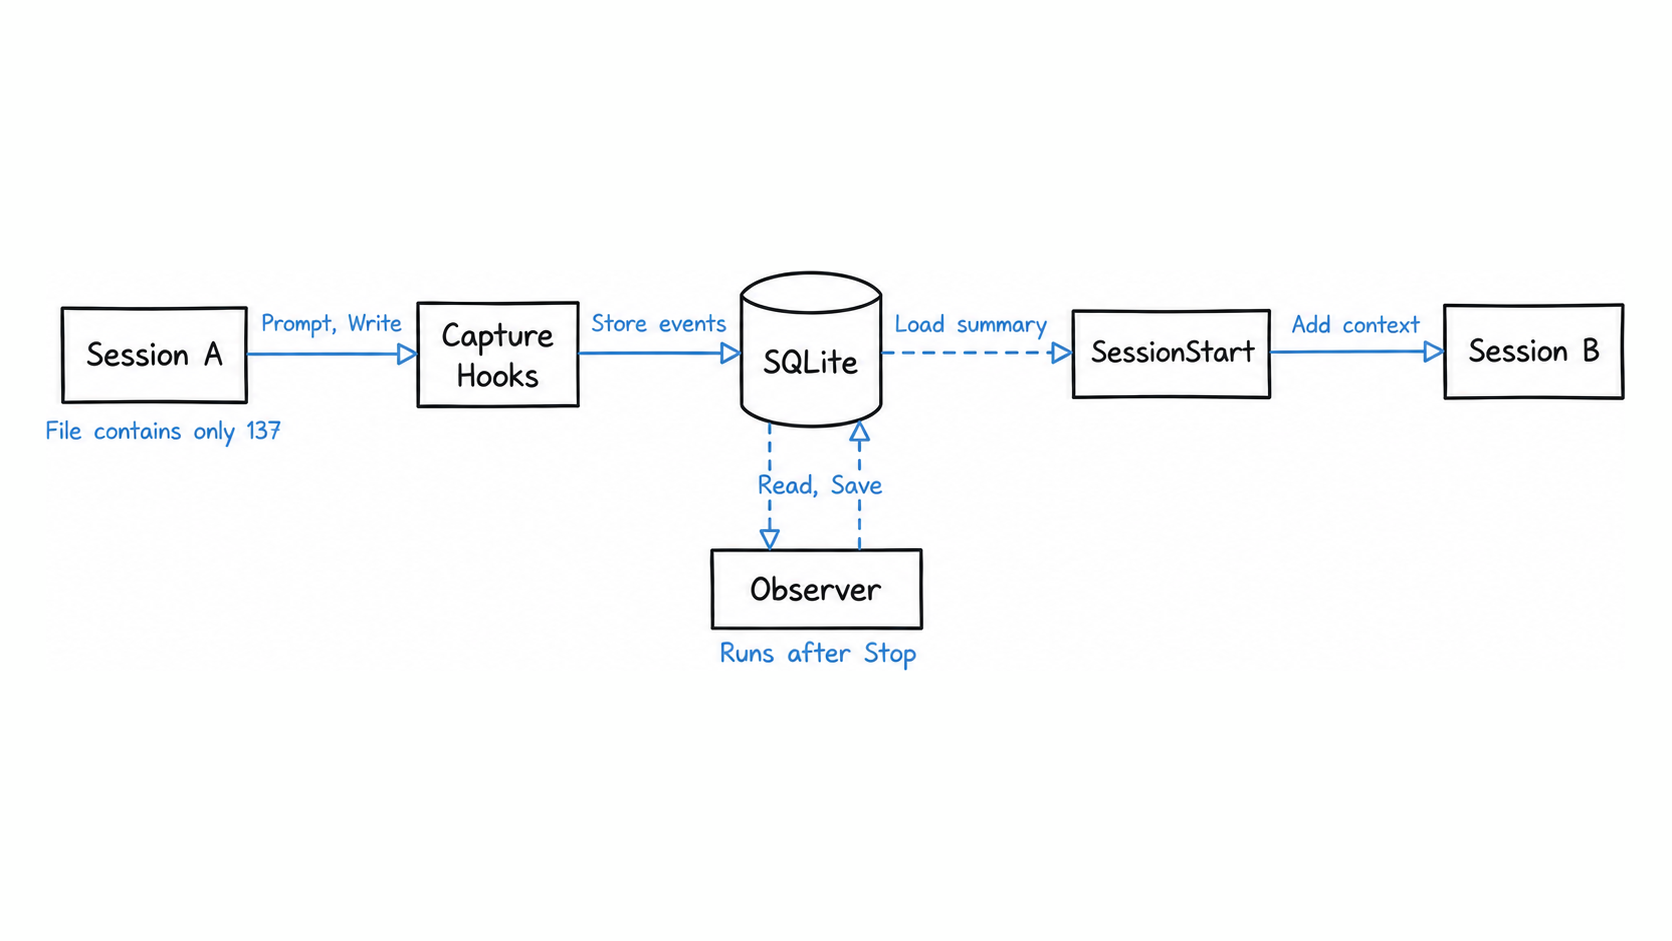 Session A
Prompt, Write
Capture
Hooks
Store events
SQLite
Load summary
SessionStart
Add context
Session B
File contains only 137
Read, Save
Observer
Runs after Stop